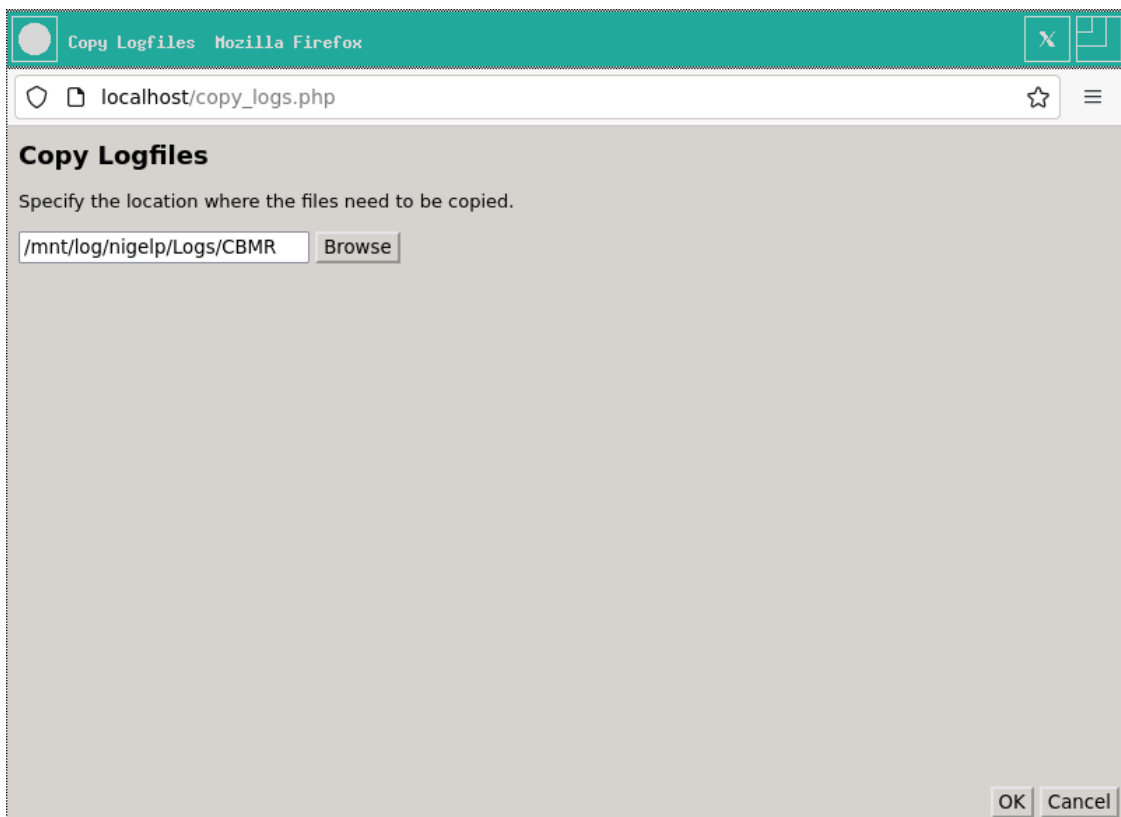 Copy Logfiles Mozilla Firefox
localhost/copy_logs.php
Copy Logfiles
Specify the location where the files need to be copied.
/mnt/log/nigelp/Logs/CBMR Browse
OK Cancel